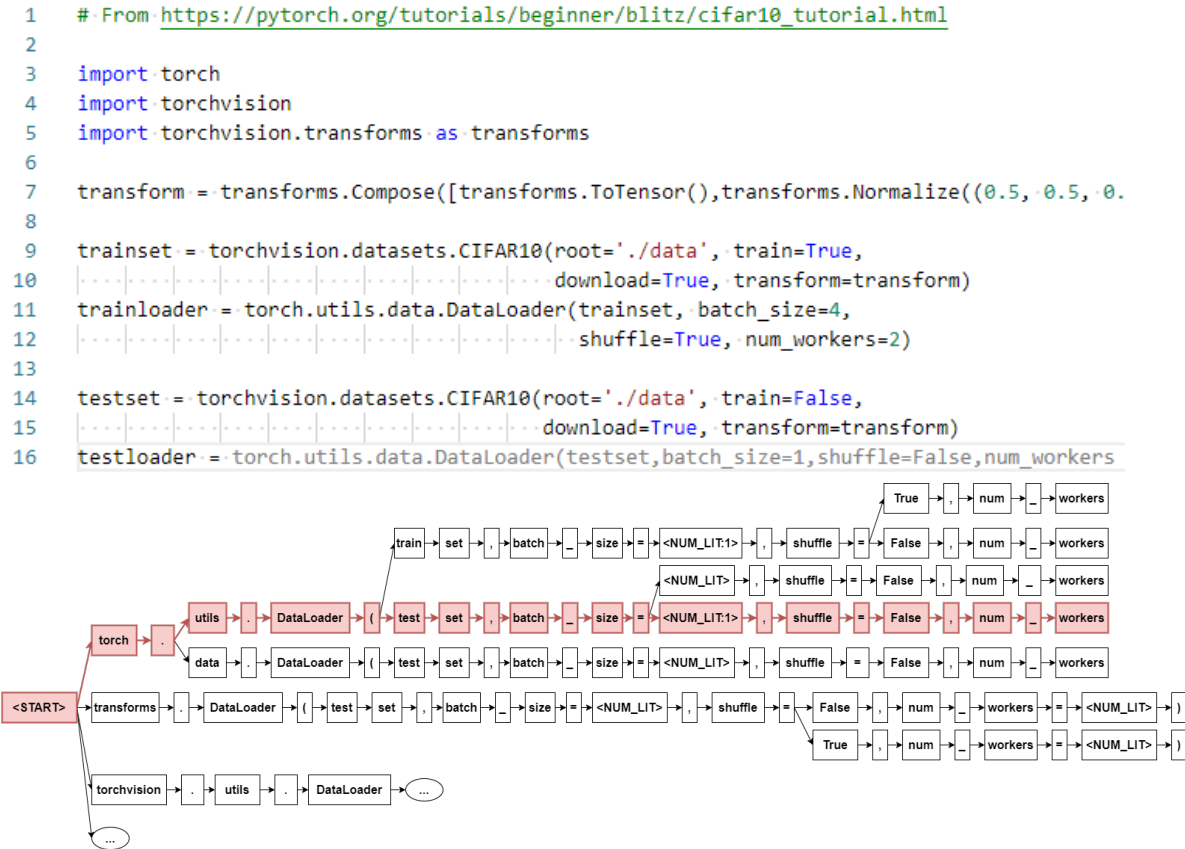 1 # From https://pytorch.org/tutorials/beginner/blitz/cifar10_tutorial.html
2
3 import torch
4 import torchvision
5 import torchvision.transforms as transforms
6
7 transform = transforms.Compose([transforms.ToTensor(),transforms.Normalize((0.5, 0.5, 0.
8
9 trainset = torchvision.datasets.CIFAR10(root='./data', train=True,
10 download=True, transform=transform)
11 trainloader = torch.utils.data.DataLoader(trainset, batch_size=4,
12 shuffle=True, num_workers=2)
13
14 testset = torchvision.datasets.CIFAR10(root='./data', train=False,
15 download=True, transform=transform)
16 testloader = torch.utils.data.DataLoader(testset,batch_size=1,shuffle=False,num_workers
True , num _ workers
train set , batch _ size = <NUM_LIT:1> , shuffle = False , num _ workers
<NUM_LIT> , shuffle = False , num _ workers
utils . DataLoader ( test set , batch _ size = <NUM_LIT:1> , shuffle = False , num _ workers
torch .
data . DataLoader ( test set , batch _ size = <NUM_LIT> , shuffle = False , num _ workers
<START> transforms . DataLoader ( test set , batch _ size = <NUM_LIT> , shuffle = False , num _ workers = <NUM_LIT> )
True , num _ workers = <NUM_LIT> )
torchvision . utils . DataLoader ...
...